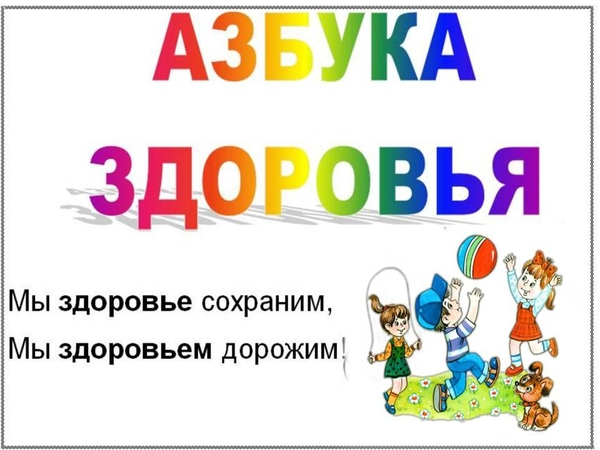 АЗБУКА
ЗДОРОВЬЯ
Мы здоровье сохраним,
Мы здоровьем дорожим!